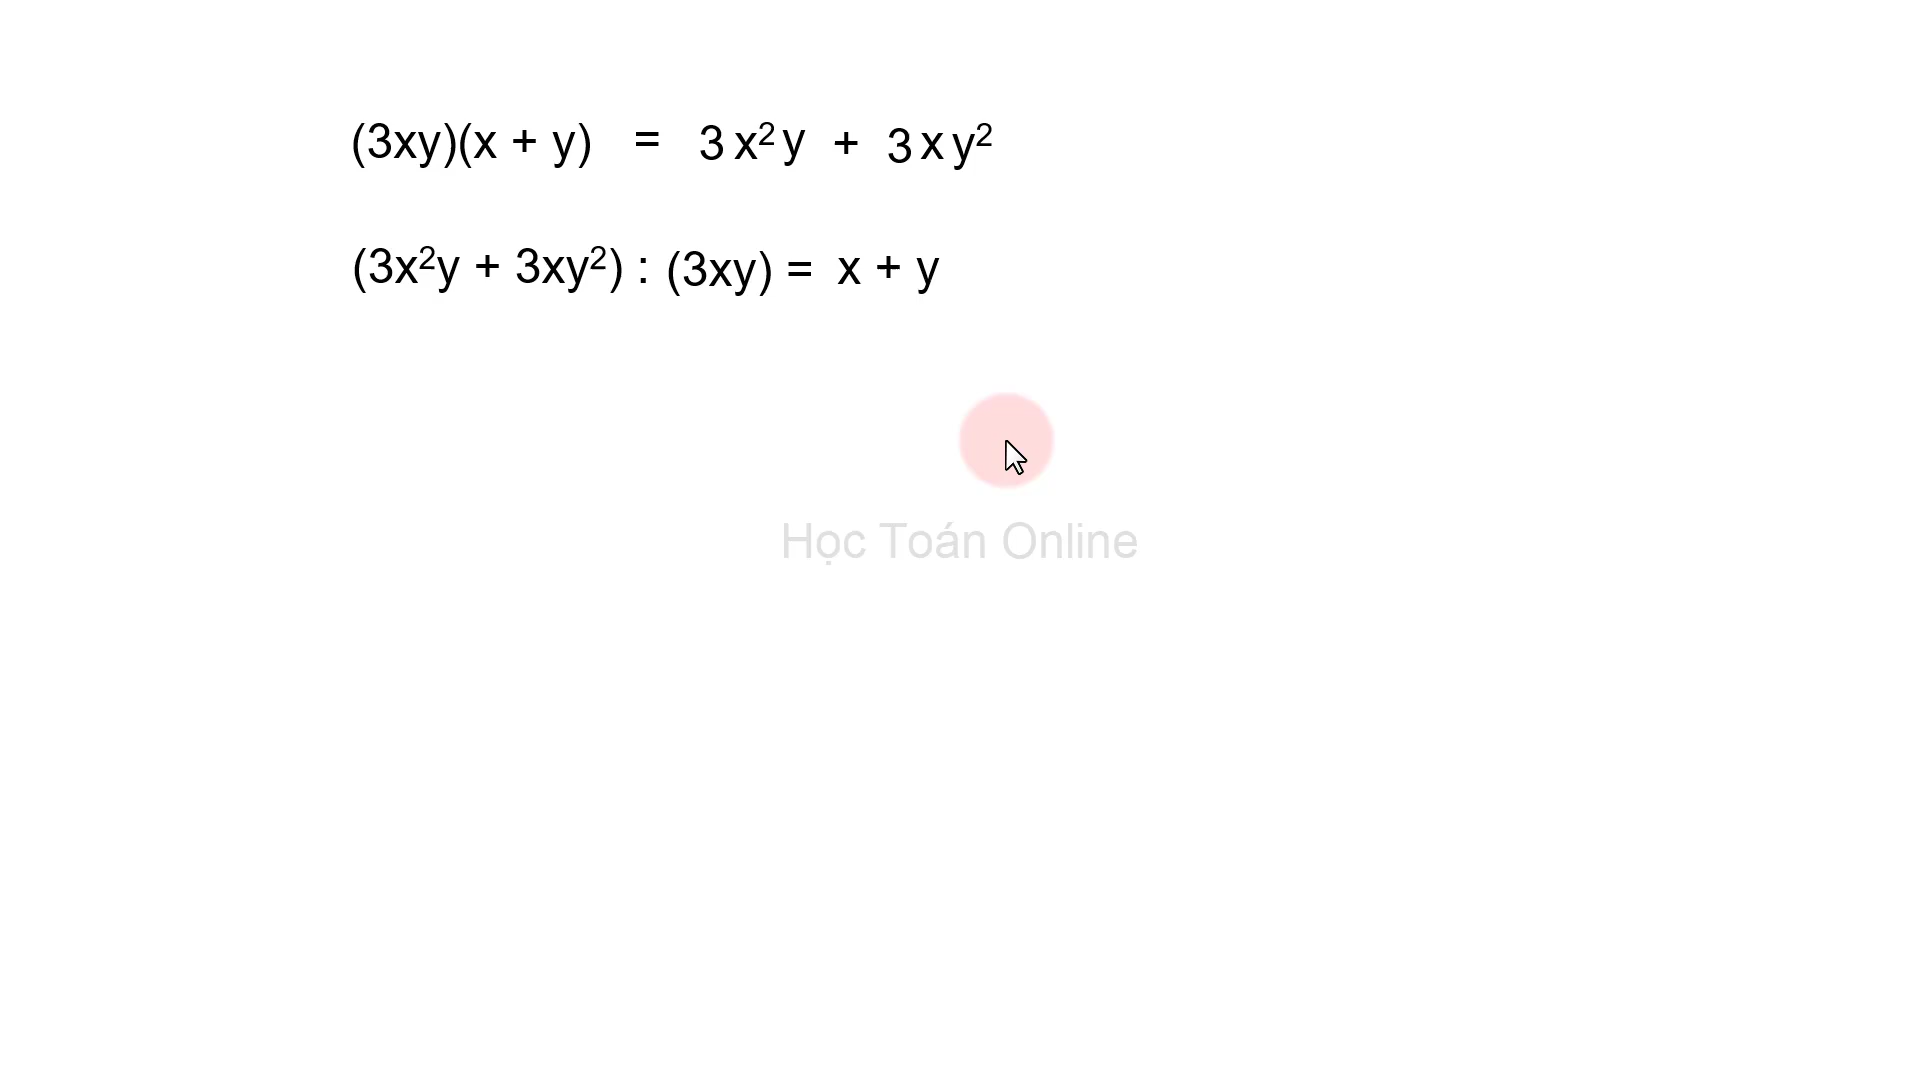 (3xy)(x + y) = 3x²y + 3xy²
(3x²y + 3xy²) : (3xy) = x + y
Học Toán Online